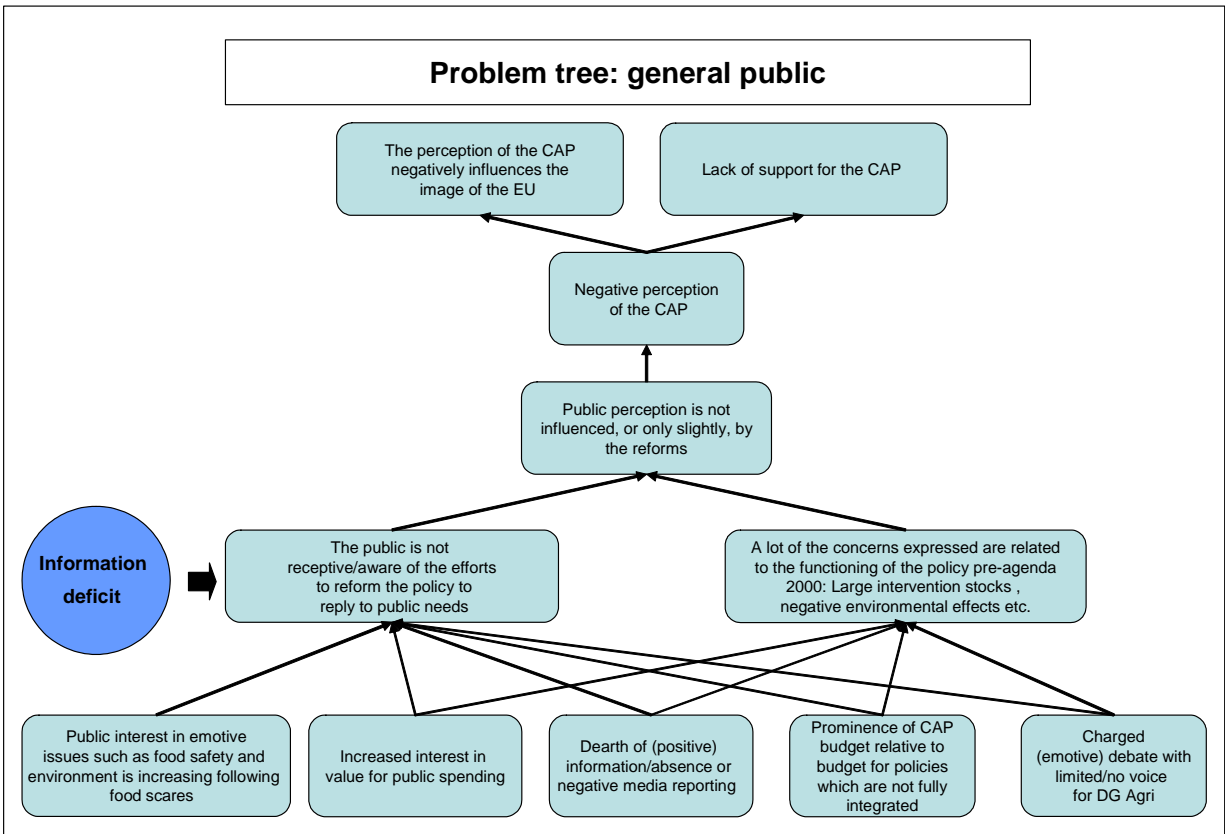 Problem tree: general public
The perception of the CAP
negatively influences the
image of the EU
Lack of support for the CAP
Negative perception
of the CAP
Public perception is not
influenced, or only slightly, by
the reforms
Information
deficit
The public is not
receptive/aware of the efforts
to reform the policy to
reply to public needs
A lot of the concerns expressed are related
to the functioning of the policy pre-agenda
2000: Large intervention stocks ,
negative environmental effects etc.
Public interest in emotive
issues such as food safety and
environment is increasing following
food scares
Increased interest in
value for public spending
Dearth of (positive)
information/absence or
negative media reporting
Prominence of CAP
budget relative to
budget for policies
which are not fully
integrated
Charged
(emotive) debate with
limited/no voice
for DG Agri